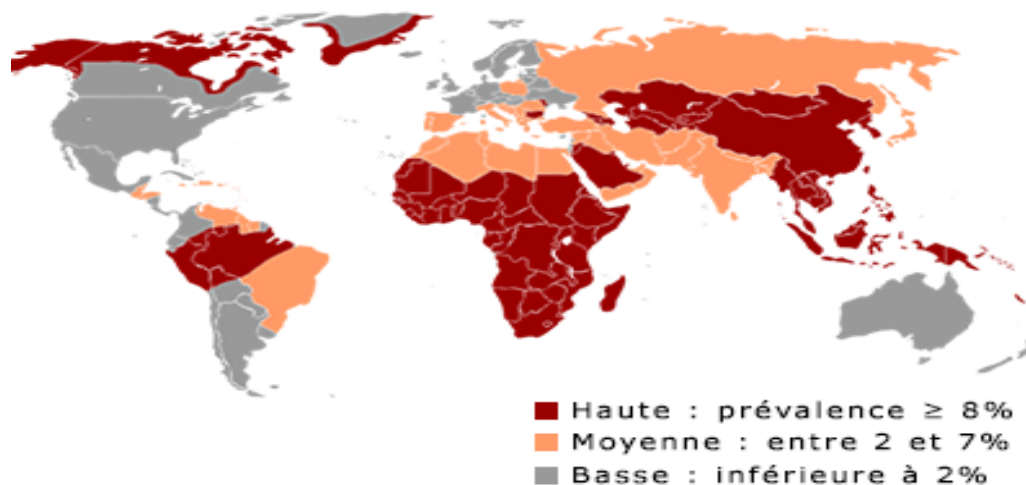 Haute : prévalence ≥ 8%
Moyenne : entre 2 et 7%
Basse : inférieure à 2%